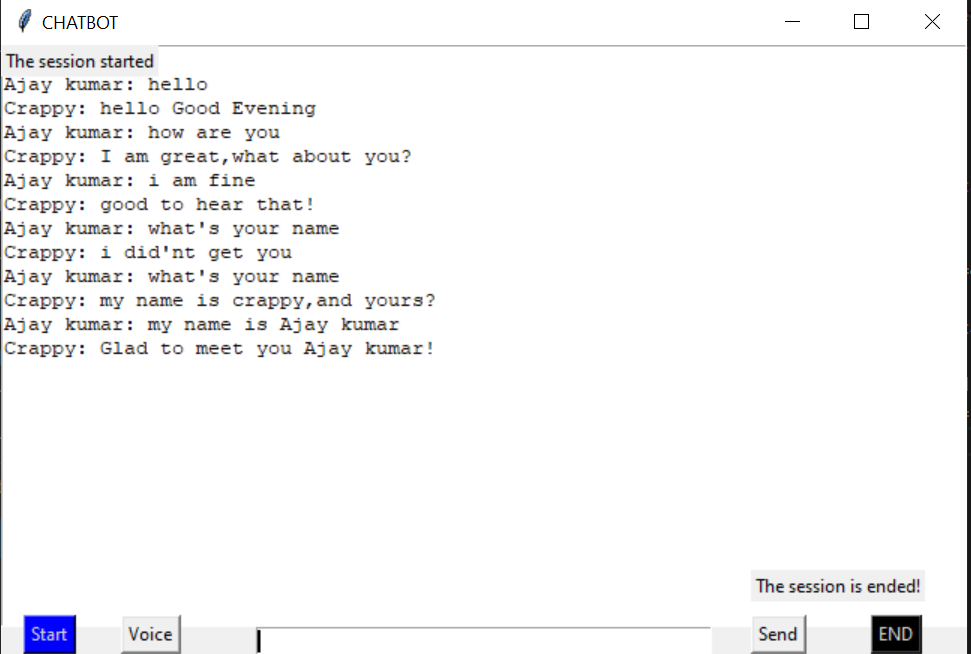 CHATBOT
The session started
Ajay kumar: hello
Crappy: hello Good Evening
Ajay kumar: how are you
Crappy: I am great,what about you?
Ajay kumar: i am fine
Crappy: good to hear that!
Ajay kumar: what's your name
Crappy: i did'nt get you
Ajay kumar: what's your name
Crappy: my name is crappy,and yours?
Ajay kumar: my name is Ajay kumar
Crappy: Glad to meet you Ajay kumar!
The session is ended!
Start Voice Send END